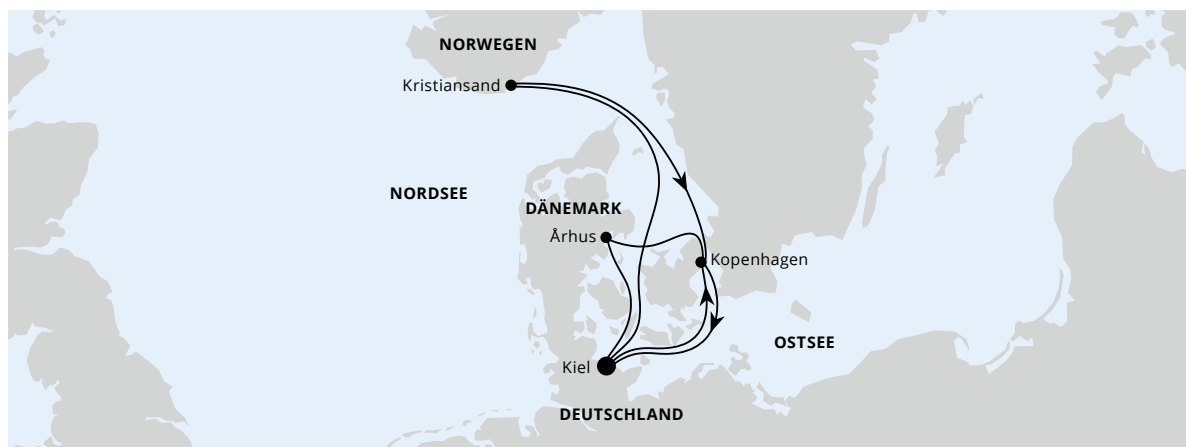 NORWEGEN
Kristiansand
NORDSEE
DÄNEMARK
Århus
Kopenhagen
OSTSEE
Kiel
DEUTSCHLAND